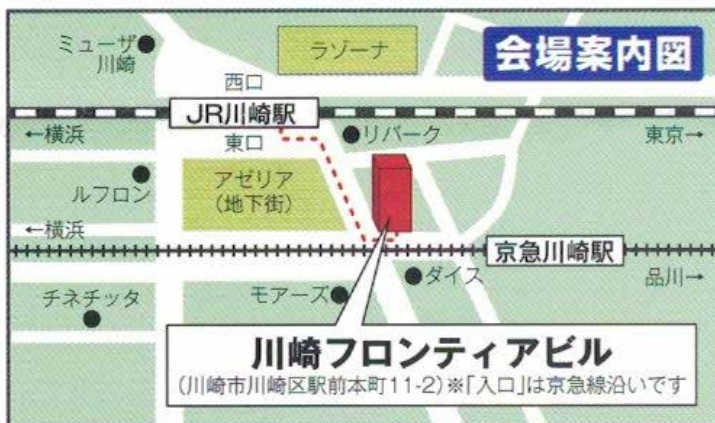 会場案内図
ミューザ
川崎
ラゾーナ
西口
JR川崎駅
←横浜
東口
リバーク
東京→
ルフロン
アゼリア
(地下街)
←横浜
京急川崎駅
チネチッタ
モアーズ
ダイス
品川→
川崎フロンティアビル
(川崎市川崎区駅前本町11-2)※「入口」は京急線沿いです